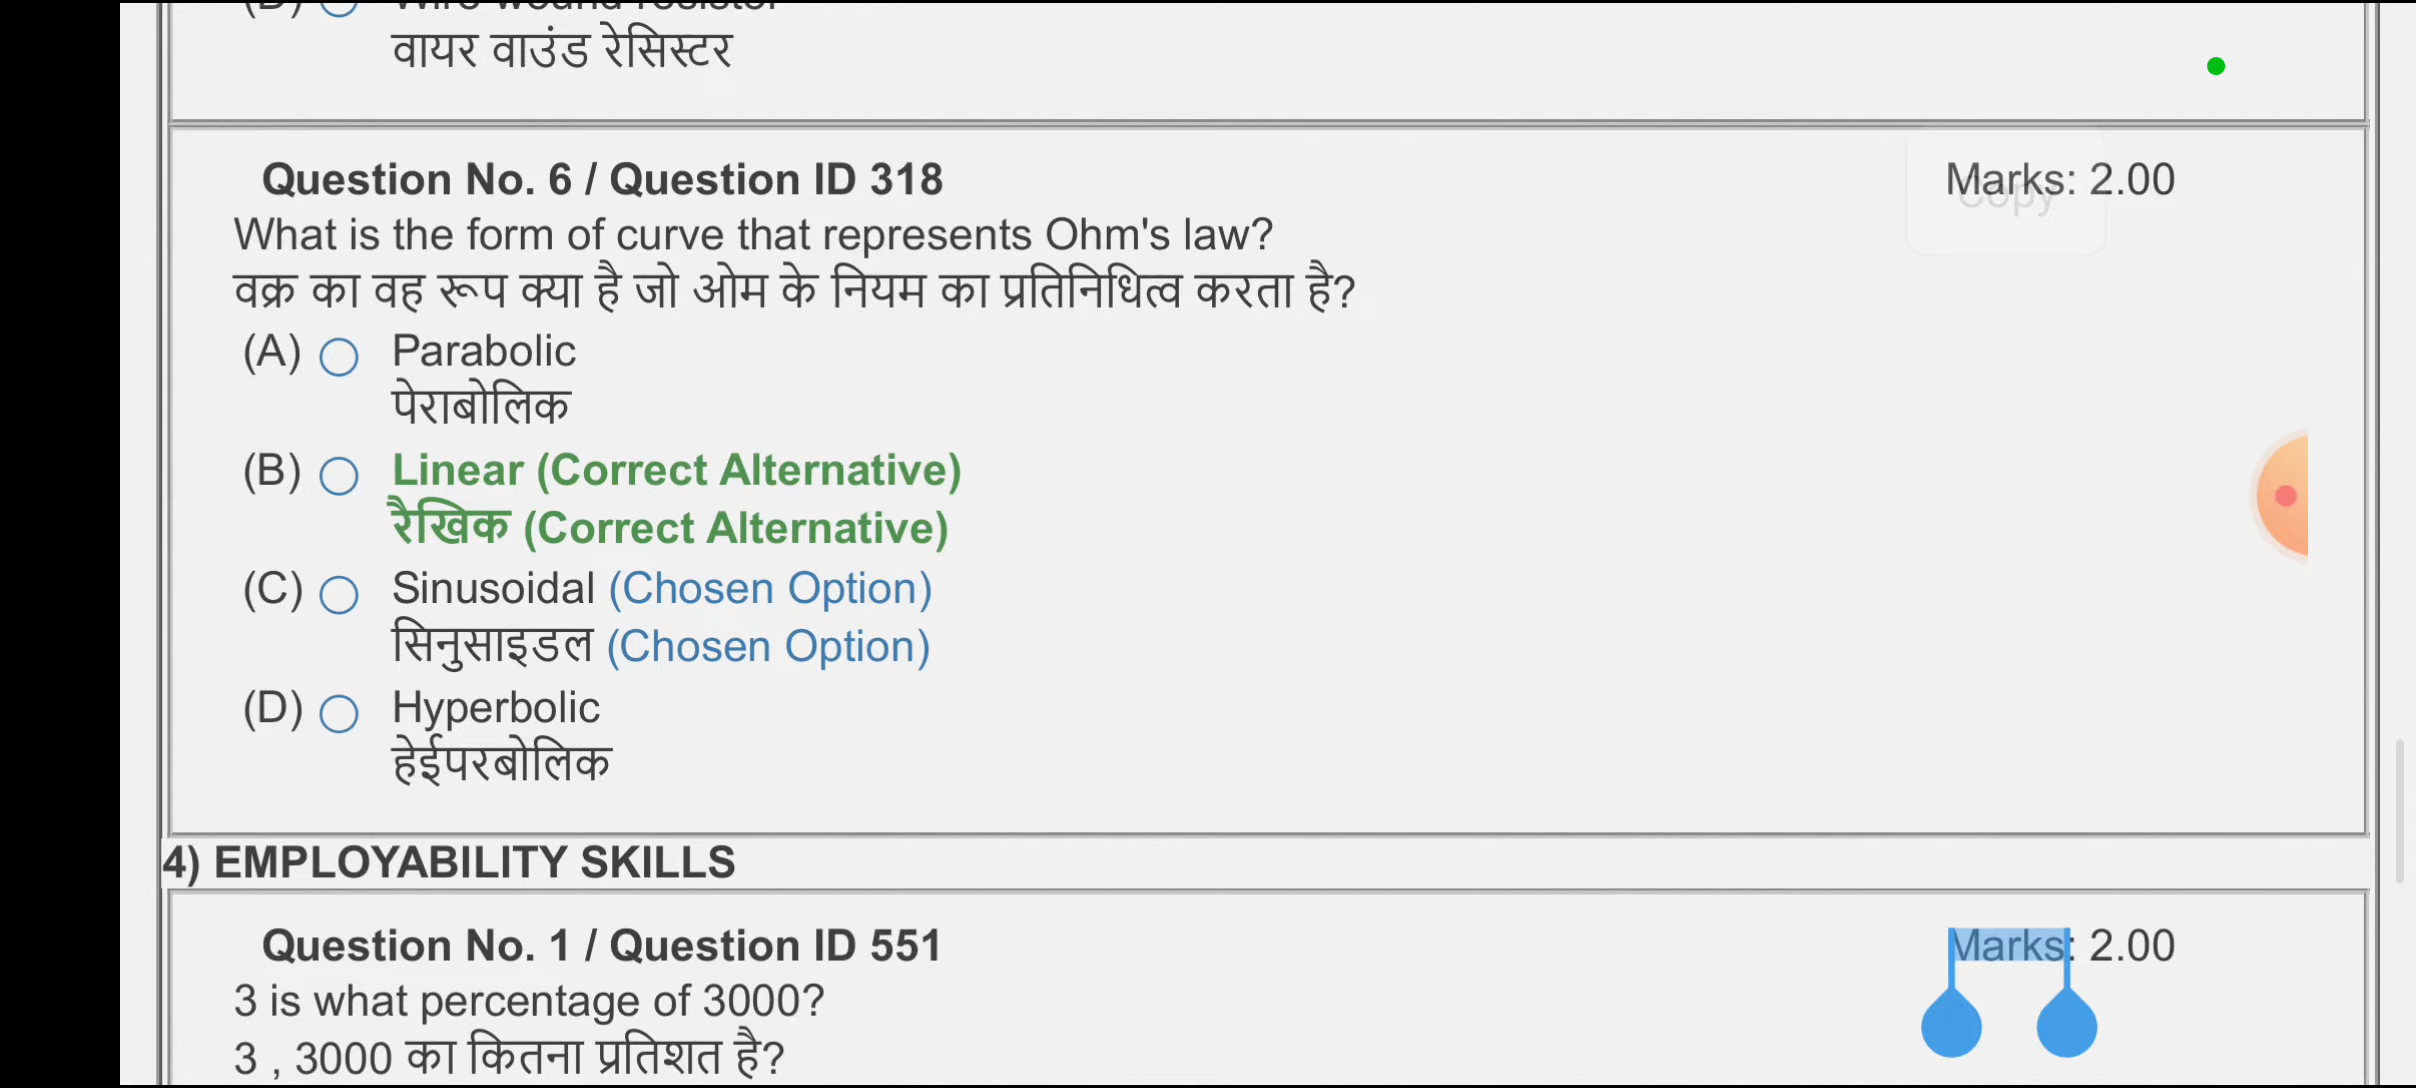 वायर वाउंड रेसिस्टर
Question No. 6 / Question ID 318 Marks: 2.00
Copy
What is the form of curve that represents Ohm's law?
वक्र का वह रूप क्या है जो ओम के नियम का प्रतिनिधित्व करता है?
(A) Parabolic
पेराबोलिक
(B) Linear (Correct Alternative)
रैखिक (Correct Alternative)
(C) Sinusoidal (Chosen Option)
सिनुसाइडल (Chosen Option)
(D) Hyperbolic
हेईपरबोलिक
4) EMPLOYABILITY SKILLS
Question No. 1 / Question ID 551 Marks: 2.00
3 is what percentage of 3000?
3 , 3000 का कितना प्रतिशत है?